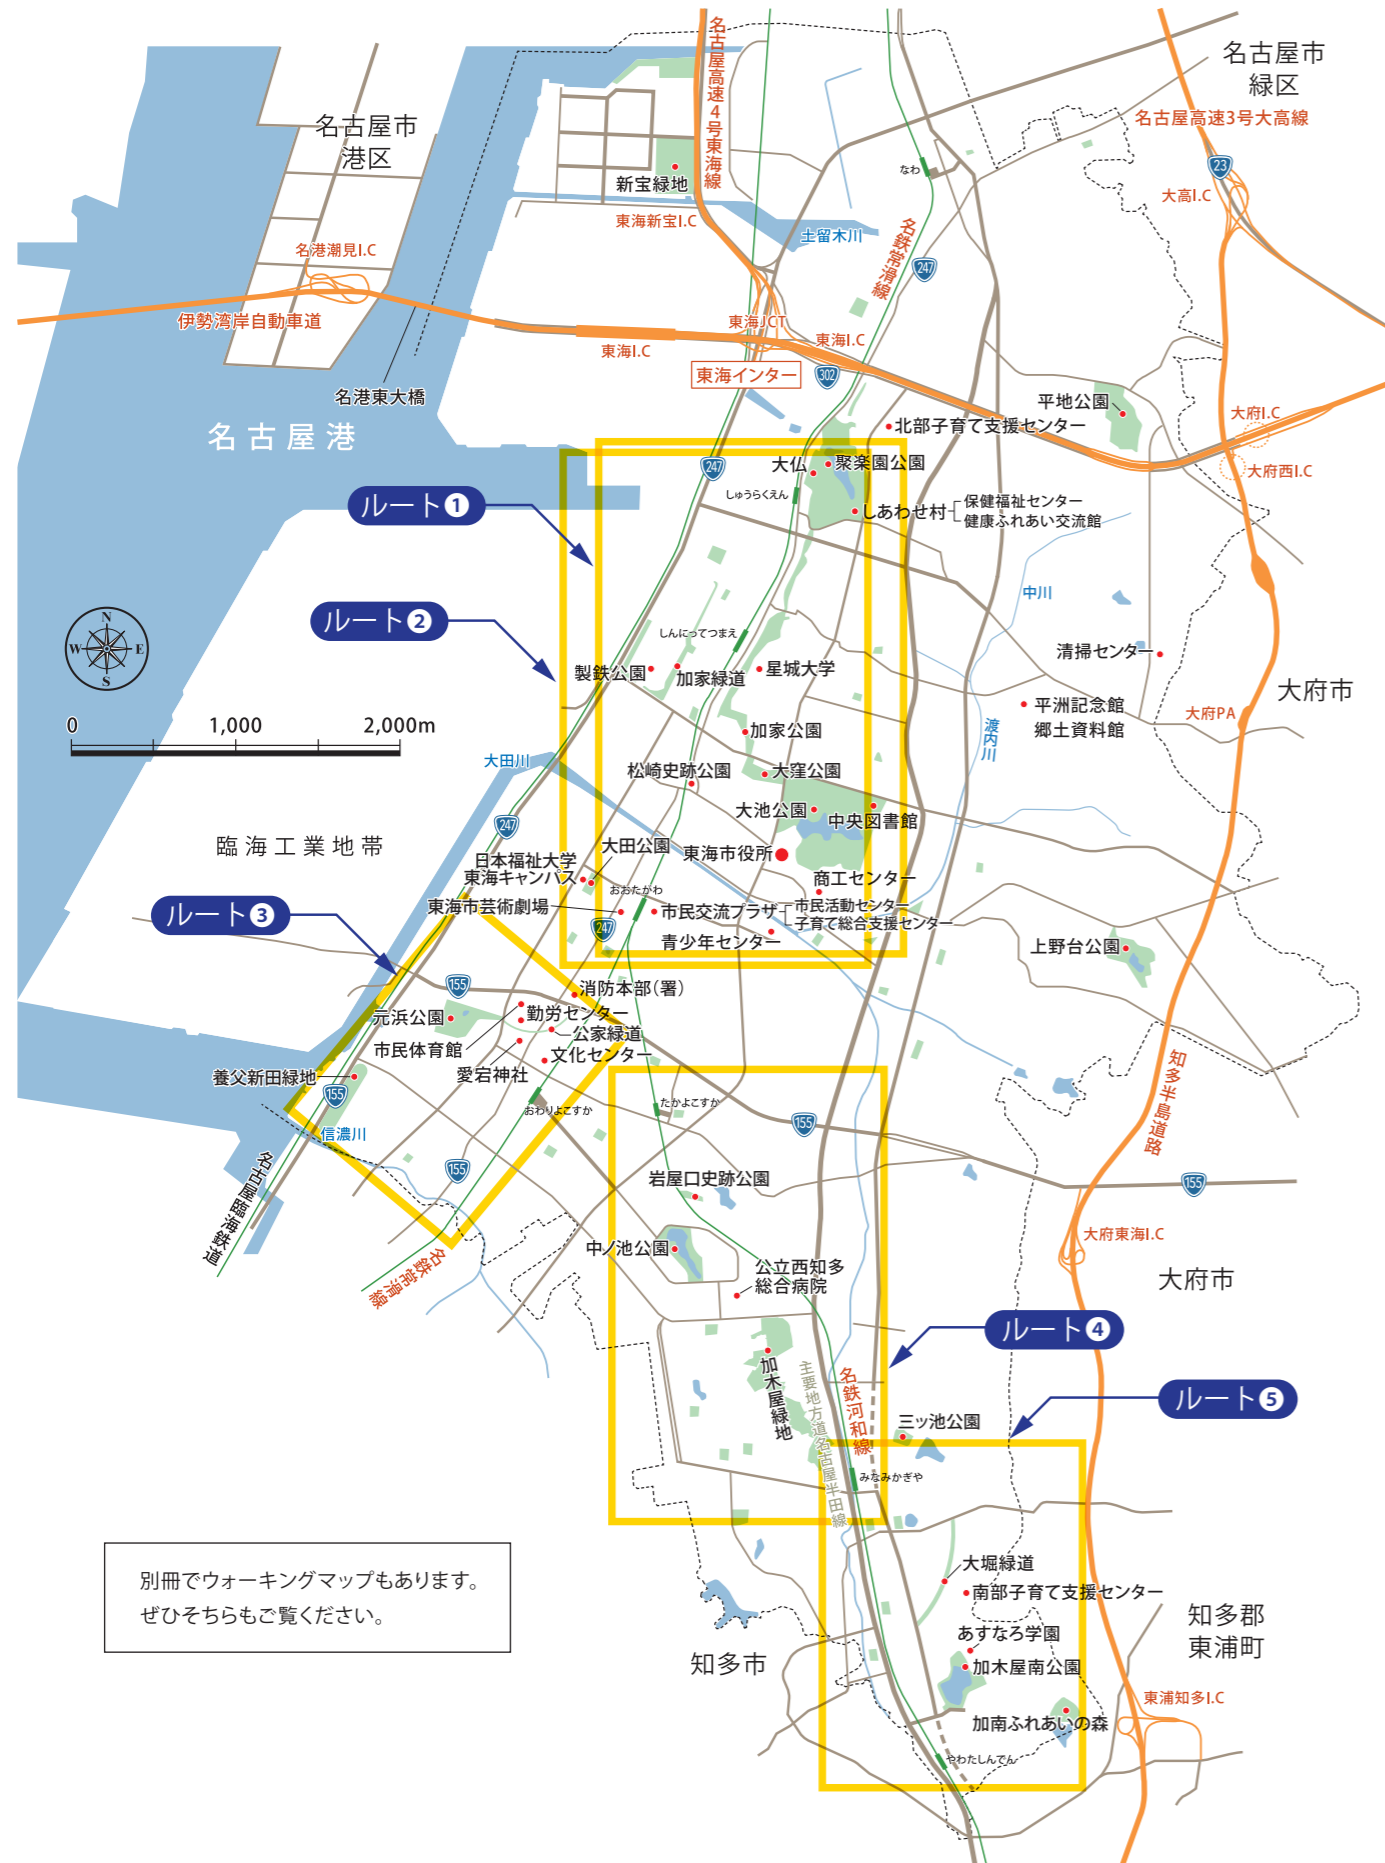 名古屋市
緑区
名古屋高速3号大高線
名古屋高速4号東海線
名古屋市
港区
なわ
23
大高I.C
新宝緑地
東海新宝I.C
土留木川
名鉄常滑線
247
名港潮見I.C
伊勢湾岸自動車道
東海JCT
東海I.C
東海I.C
東海インター
302
名港東大橋
平地公園
大府I.C
北部子育て支援センター
名古屋港
247
大仏
聚楽園公園
大府西I.C
しゅうらくえん
ルート❶
しあわせ村
保健福祉センター
健康ふれあい交流館
中川
ルート❷
しんにってつまえ
N
W
E
S
製鉄公園
加家緑道
星城大学
清掃センター
大府市
平洲記念館
郷土資料館
大府PA
0
1,000
2,000m
加家公園
渡内川
大田川
松崎史跡公園
大窪公園
大池公園
中央図書館
247
臨海工業地帯
大田公園
東海市役所
日本福祉大学
東海キャンパス
商工センター
おおたがわ
ルート❸
東海市芸術劇場
市民交流プラザ
市民活動センター
子育て総合支援センター
247
青少年センター
上野台公園
155
消防本部(署)
元浜公園
勤労センター
公家緑道
市民体育館
文化センター
愛宕神社
養父新田緑地
155
知多半島道路
おわりよこすか
たかよこすか
155
信濃川
155
名古屋臨海鉄道
岩屋口史跡公園
155
名鉄常滑線
中ノ池公園
大府東海I.C
公立西知多
総合病院
大府市
ルート❹
加木屋緑地
主要地方道名古屋半田線
名鉄河和線
ルート❺
三ッ池公園
みなみかぎや
別冊でウォーキングマップもあります。
ぜひそちらもご覧ください。
大堀緑道
南部子育て支援センター
知多郡
東浦町
あすなろ学園
知多市
加木屋南公園
東浦知多I.C
加南ふれあいの森
やわたしんでん